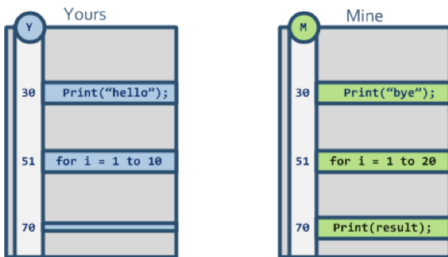 Yours
Y
30 Print("hello");
51 for i = 1 to 10
70
Mine
M
30 Print("bye");
51 for i = 1 to 20
70 Print(result);